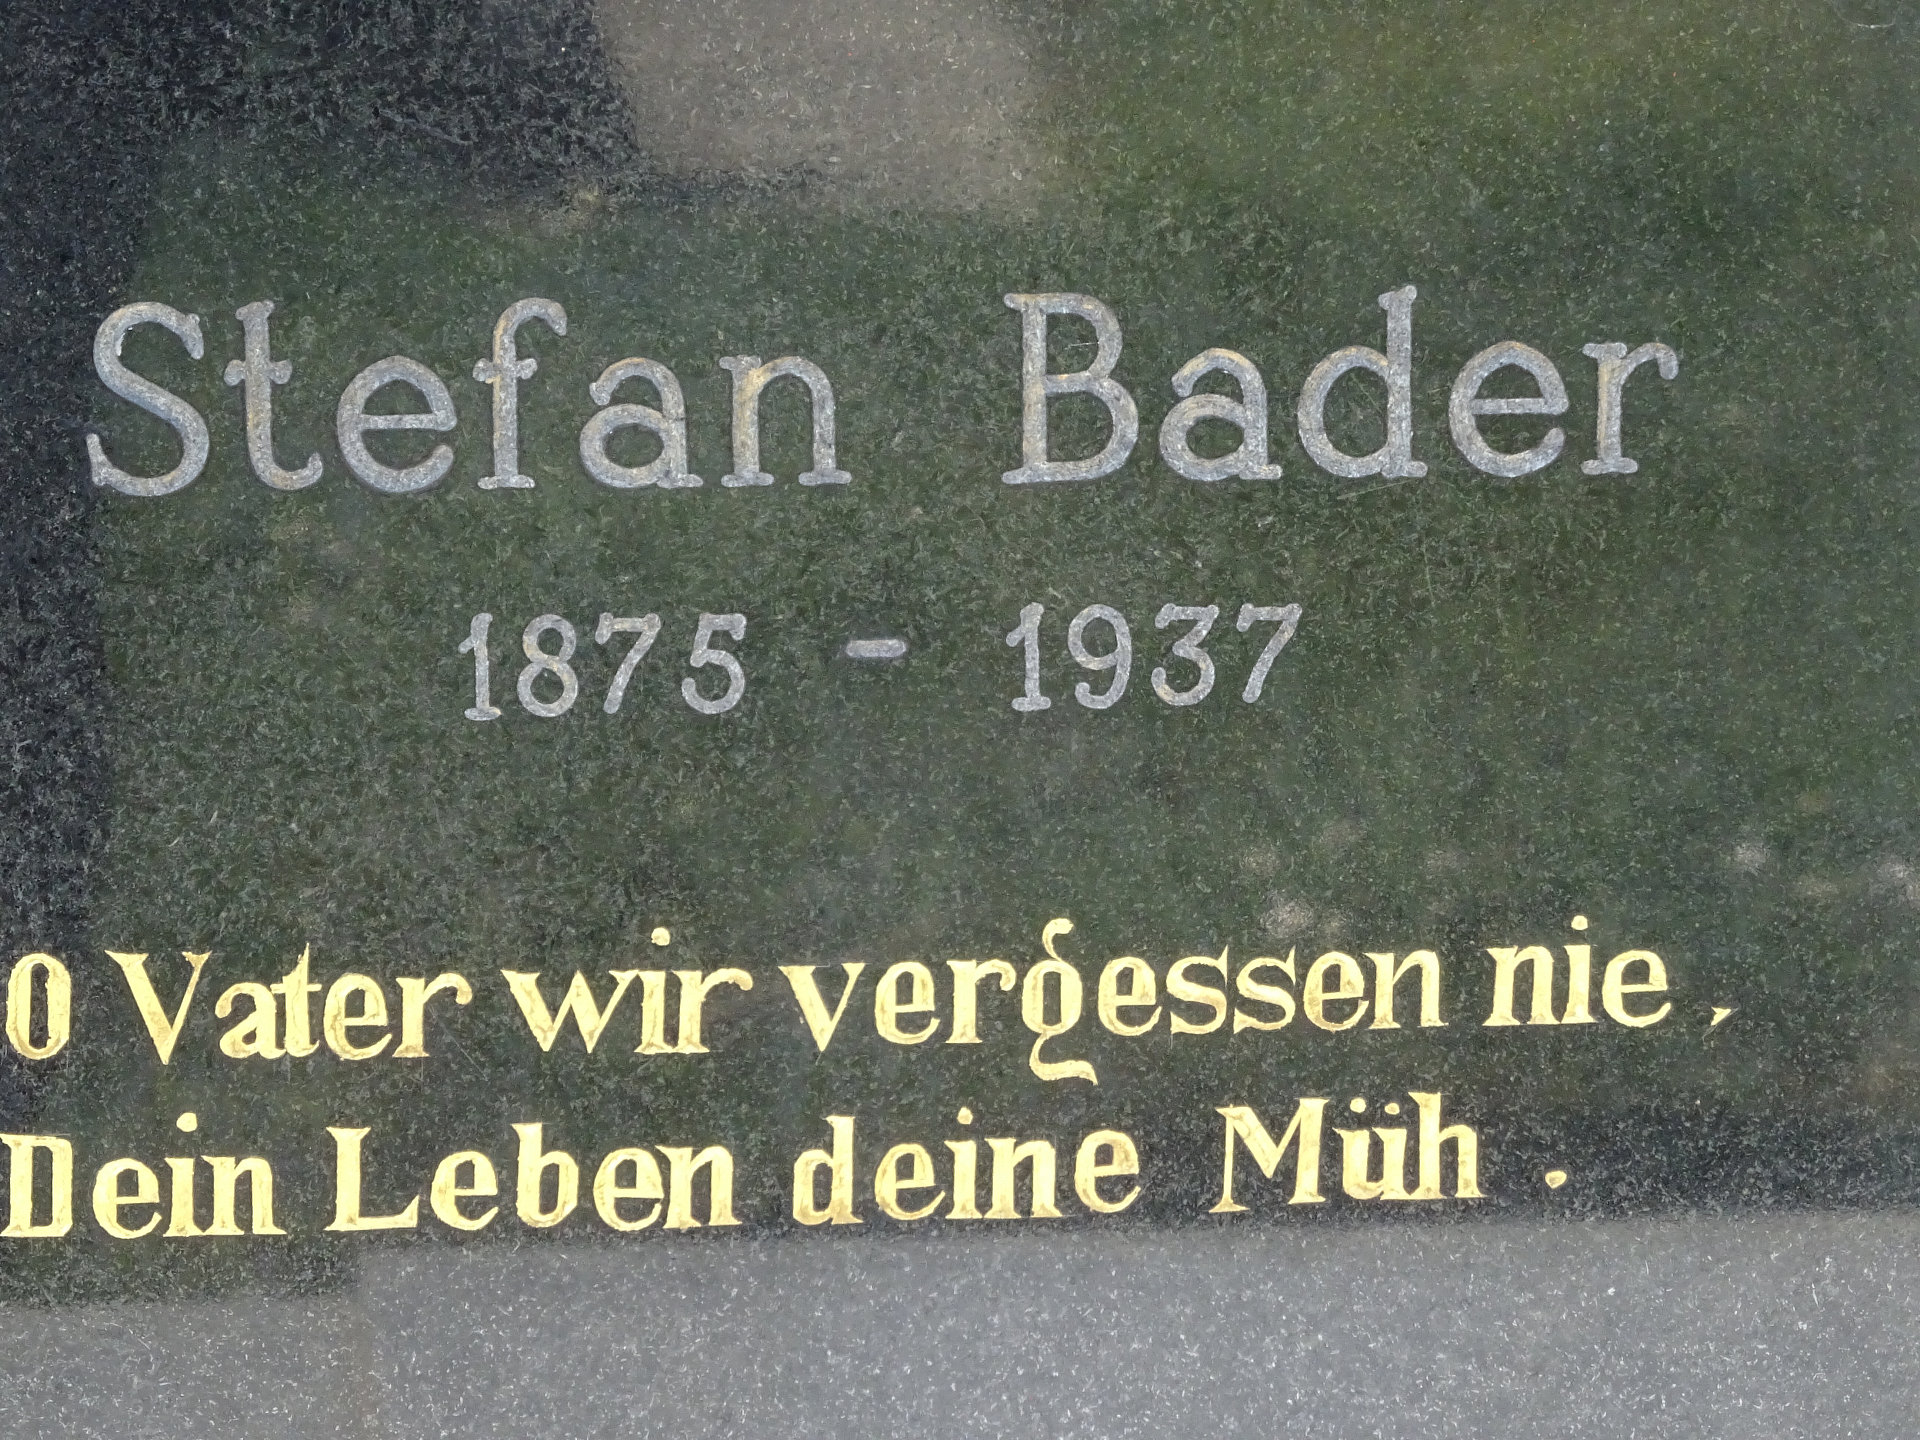 Stefan Bader
1875 - 1937
O Vater wir vergessen nie,
Dein Leben deine Müh.